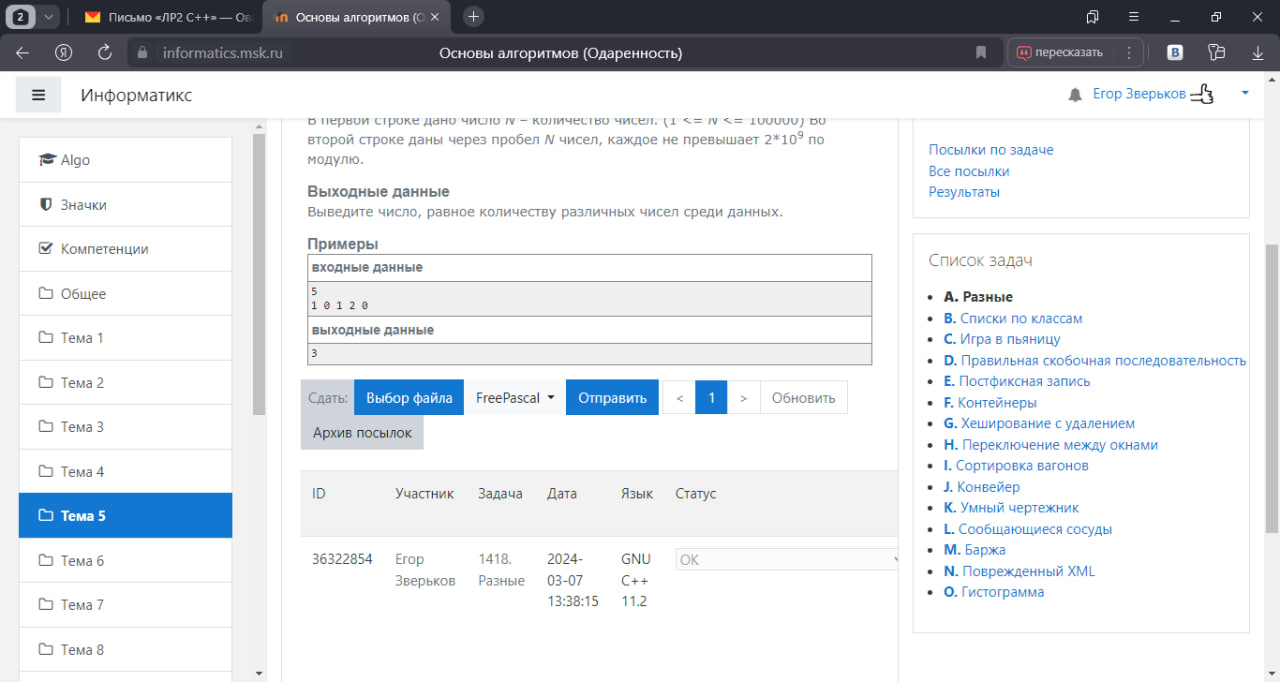 2
Письмо «ЛР2 С++» — Ов
Основы алгоритмов (О
informatics.msk.ru
Основы алгоритмов (Одаренность)
пересказать
В
Информатикс
Егор Зверьков
Algo
Значки
Компетенции
Общее
Тема 1
Тема 2
Тема 3
Тема 4
Тема 5
Тема 6
Тема 7
Тема 8
В первой строке дано число N – количество чисел. (1 <= N <= 100000) Во
второй строке даны через пробел N чисел, каждое не превышает 2*10⁹ по
модулю.
Выходные данные
Выведите число, равное количеству различных чисел среди данных.
Примеры
входные данные
5
1 0 1 2 0
выходные данные
3
Сдать: Выбор файла FreePascal Отправить < 1 > Обновить
Архив посылок
ID Участник Задача Дата Язык Статус
36322854 Егор 1418. 2024- GNU OK
Зверьков Разные 03-07 C++
13:38:15 11.2
Посылки по задаче
Все посылки
Результаты
Список задач
A. Разные
B. Списки по классам
C. Игра в пьяницу
D. Правильная скобочная последовательность
E. Постфиксная запись
F. Контейнеры
G. Хеширование с удалением
H. Переключение между окнами
I. Сортировка вагонов
J. Конвейер
K. Умный чертежник
L. Сообщающиеся сосуды
M. Баржа
N. Поврежденный XML
O. Гистограмма